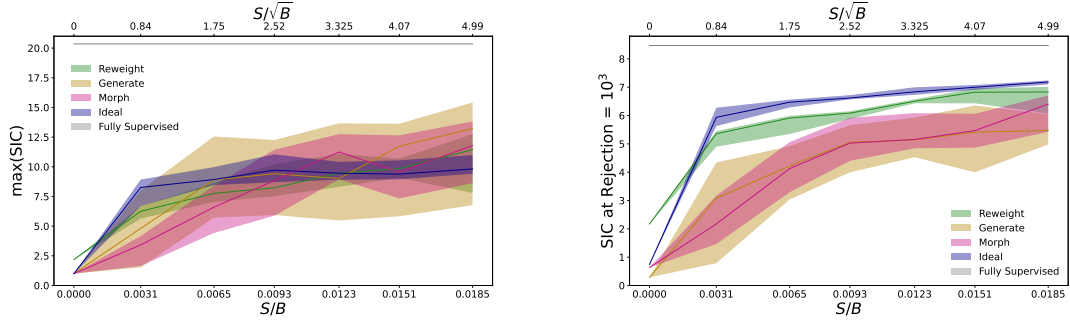 S/√B
0 0.84 1.75 2.52 3.325 4.07 4.99
max(SIC)
20.0
17.5
15.0
12.5
10.0
7.5
5.0
2.5
0.0
Reweight
Generate
Morph
Ideal
Fully Supervised
0.0000 0.0031 0.0065 0.0093 0.0123 0.0151 0.0185
S/B
S/√B
0 0.84 1.75 2.52 3.325 4.07 4.99
SIC at Rejection = 10³
8
7
6
5
4
3
2
1
0
Reweight
Generate
Morph
Ideal
Fully Supervised
0.0000 0.0031 0.0065 0.0093 0.0123 0.0151 0.0185
S/B